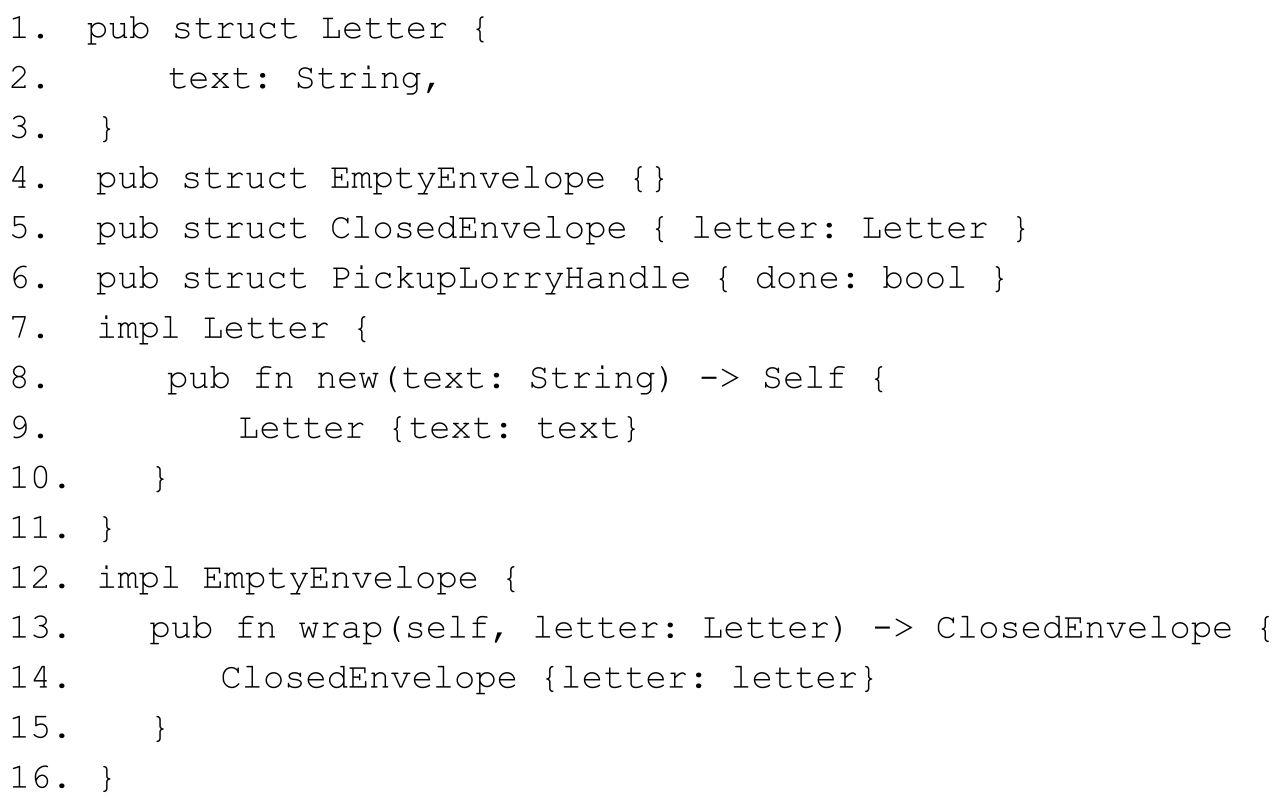 1. pub struct Letter {
2. text: String,
3. }
4. pub struct EmptyEnvelope {}
5. pub struct ClosedEnvelope { letter: Letter }
6. pub struct PickupLorryHandle { done: bool }
7. impl Letter {
8. pub fn new(text: String) -> Self {
9. Letter {text: text}
10. }
11. }
12. impl EmptyEnvelope {
13. pub fn wrap(self, letter: Letter) -> ClosedEnvelope {
14. ClosedEnvelope {letter: letter}
15. }
16. }